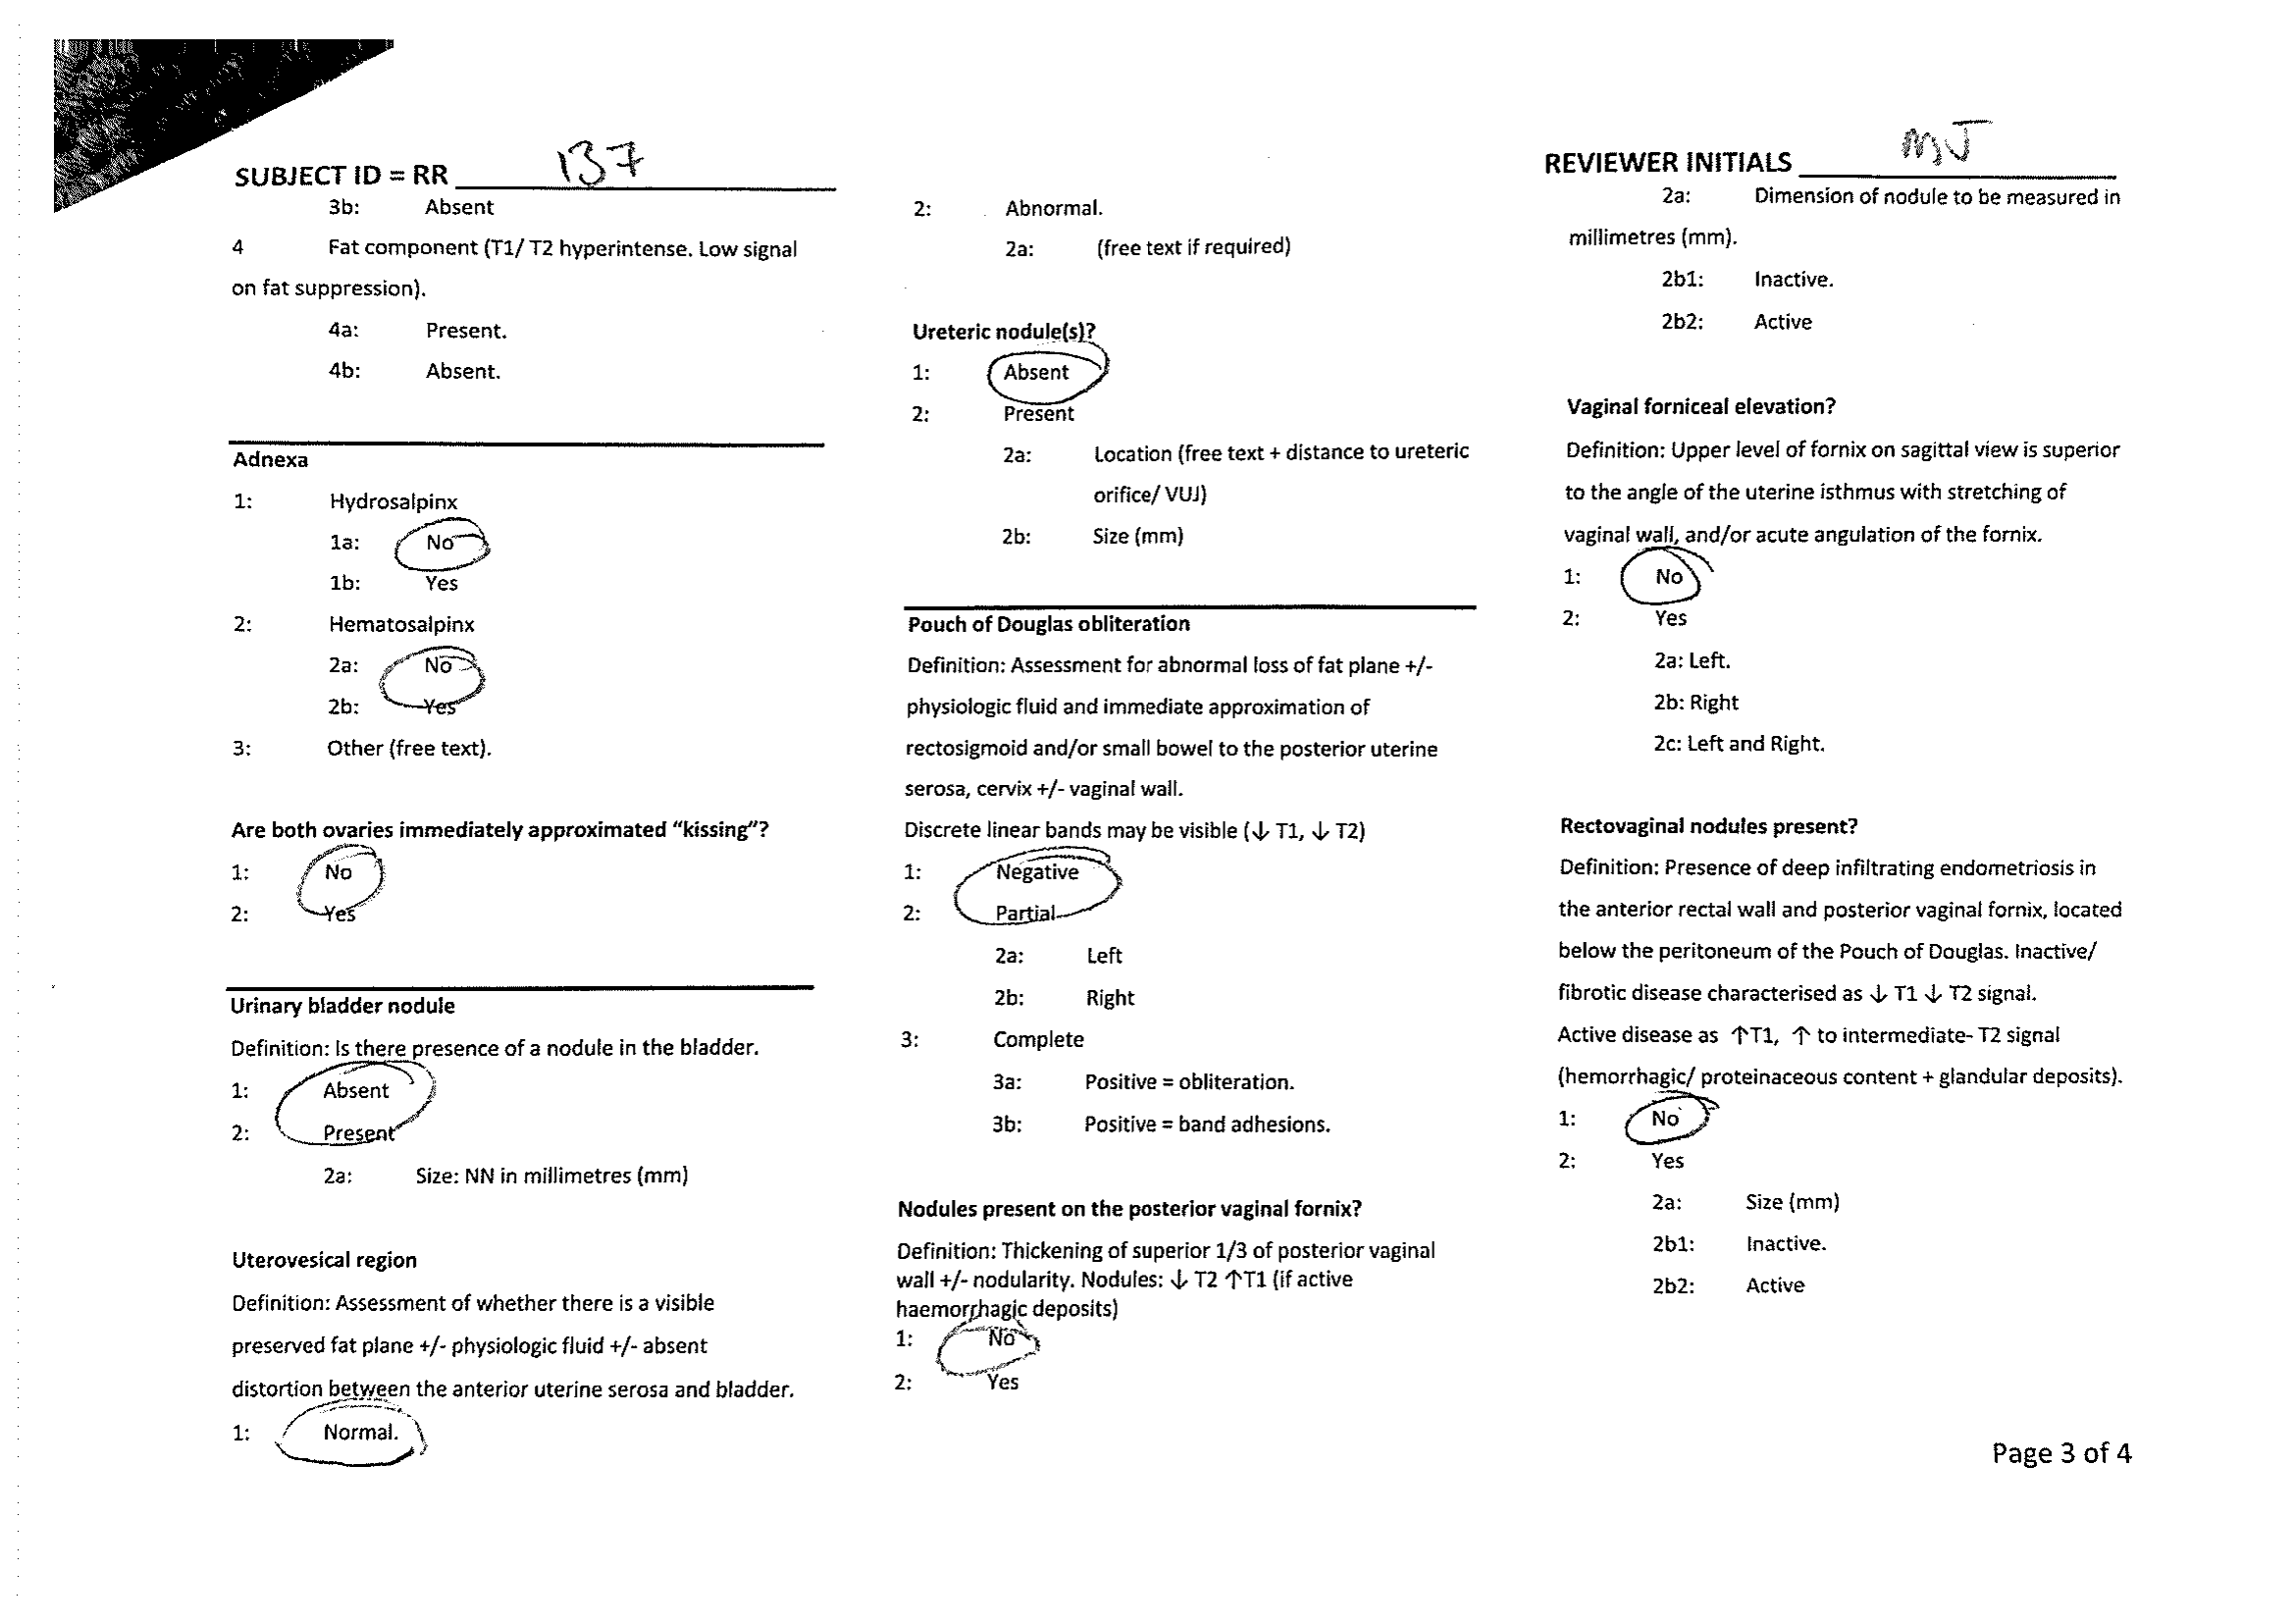 SUBJECT ID = RR 137
3b: Absent
4 Fat component (T1/ T2 hyperintense. Low signal
on fat suppression).
4a: Present.
4b: Absent.
Adnexa
1: Hydrosalpinx
1a: No
1b: Yes
2: Hematosalpinx
2a: No
2b: Yes
3: Other (free text).
Are both ovaries immediately approximated “kissing”?
1: No
2: Yes
Urinary bladder nodule
Definition: Is there presence of a nodule in the bladder.
1: Absent
2: Present
2a: Size: NN in millimetres (mm)
Uterovesical region
Definition: Assessment of whether there is a visible
preserved fat plane +/- physiologic fluid +/- absent
distortion between the anterior uterine serosa and bladder.
1: Normal.
2: Abnormal.
2a: (free text if required)
Ureteric nodule(s)?
1: Absent
2: Present
2a: Location (free text + distance to ureteric
orifice/ VUJ)
2b: Size (mm)
Pouch of Douglas obliteration
Definition: Assessment for abnormal loss of fat plane +/-
physiologic fluid and immediate approximation of
rectosigmoid and/or small bowel to the posterior uterine
serosa, cervix +/- vaginal wall.
Discrete linear bands may be visible (↓ T1, ↓ T2)
1: Negative
2: Partial
2a: Left
2b: Right
3: Complete
3a: Positive = obliteration.
3b: Positive = band adhesions.
Nodules present on the posterior vaginal fornix?
Definition: Thickening of superior 1/3 of posterior vaginal
wall +/- nodularity. Nodules: ↓ T2 ↑T1 (if active
haemorrhagic deposits)
1: No
2: Yes
REVIEWER INITIALS MJ
2a: Dimension of nodule to be measured in
millimetres (mm).
2b1: Inactive.
2b2: Active
Vaginal forniceal elevation?
Definition: Upper level of fornix on sagittal view is superior
to the angle of the uterine isthmus with stretching of
vaginal wall, and/or acute angulation of the fornix.
1: No
2: Yes
2a: Left.
2b: Right
2c: Left and Right.
Rectovaginal nodules present?
Definition: Presence of deep infiltrating endometriosis in
the anterior rectal wall and posterior vaginal fornix, located
below the peritoneum of the Pouch of Douglas. Inactive/
fibrotic disease characterised as ↓ T1 ↓ T2 signal.
Active disease as ↑T1, ↑ to intermediate- T2 signal
(hemorrhagic/ proteinaceous content + glandular deposits).
1: No
2: Yes
2a: Size (mm)
2b1: Inactive.
2b2: Active
Page 3 of 4